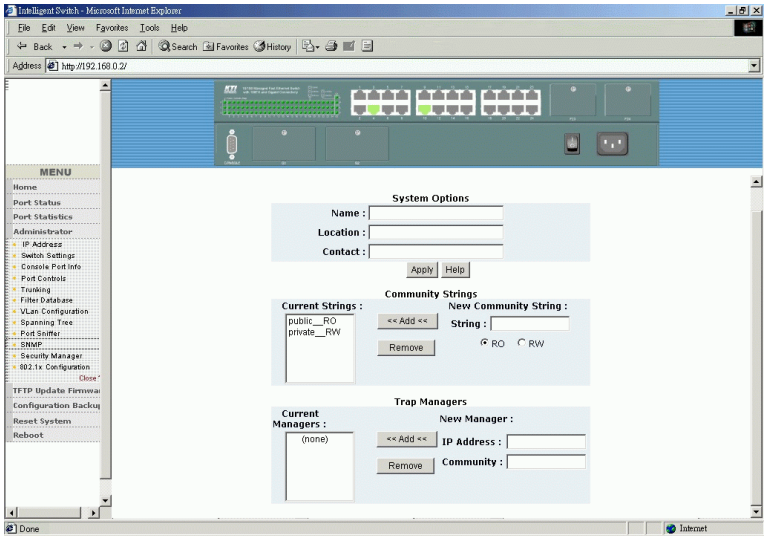 Intelligent Switch - Microsoft Internet Explorer
File Edit View Favorites Tools Help
Back Search Favorites History
Address http://192.168.0.2/
KTI
CONSOLE
MENU
Home
Port Status
Port Statistics
Administrator
IP Address
Switch Settings
Console Port Info
Port Controls
Trunking
Filter Database
VLan Configuration
Spanning Tree
Port Sniffer
SNMP
Security Manager
802.1x Configuration
Close
TFTP Update Firmwa
Configuration Backup
Reset System
Reboot
System Options
Name :
Location :
Contact :
Apply Help
Community Strings
Current Strings : New Community String :
public__RO
private__RW
<< Add << String :
Remove RO RW
Trap Managers
Current Managers : New Manager :
(none)
<< Add << IP Address :
Remove Community :
Done Internet